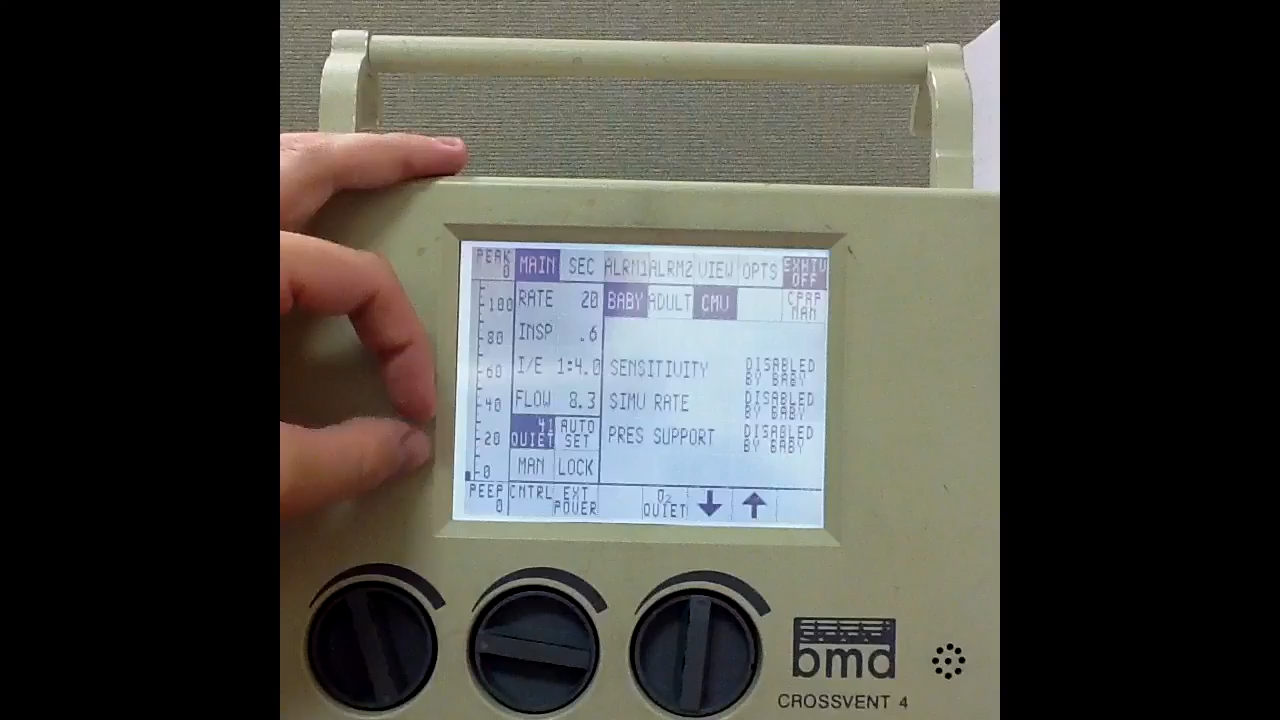 PEAK 0 MAIN SEC ALRM1 ALRM2 VIEW OPTS EXHTV OFF
RATE 20 BABY ADULT CMV CPAP MAN
100
INSP .6
80
I/E 1:4.0 SENSITIVITY DISABLED BY BABY
60
FLOW 8.3 SIMV RATE DISABLED BY BABY
40
41 QUIET AUTO SET PRES SUPPORT DISABLED BY BABY
20
MAN LOCK
0
PEEP 0 CNTRL EXT POWER O2 QUIET
bmd
CROSSVENT 4